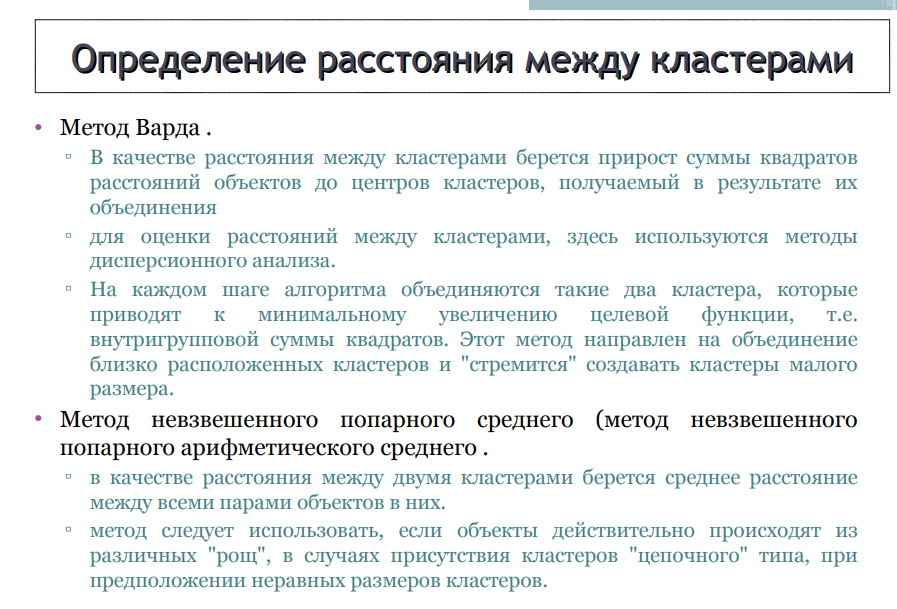 Определение расстояния между кластерами
• Метод Варда .
▫ В качестве расстояния между кластерами берется прирост суммы квадратов
расстояний объектов до центров кластеров, получаемый в результате их
объединения
▫ для оценки расстояний между кластерами, здесь используются методы
дисперсионного анализа.
▫ На каждом шаге алгоритма объединяются такие два кластера, которые
приводят к минимальному увеличению целевой функции, т.е.
внутригрупповой суммы квадратов. Этот метод направлен на объединение
близко расположенных кластеров и "стремится" создавать кластеры малого
размера.
• Метод невзвешенного попарного среднего (метод невзвешенного
попарного арифметического среднего .
▫ в качестве расстояния между двумя кластерами берется среднее расстояние
между всеми парами объектов в них.
▫ метод следует использовать, если объекты действительно происходят из
различных "рощ", в случаях присутствия кластеров "цепочного" типа, при
предположении неравных размеров кластеров.